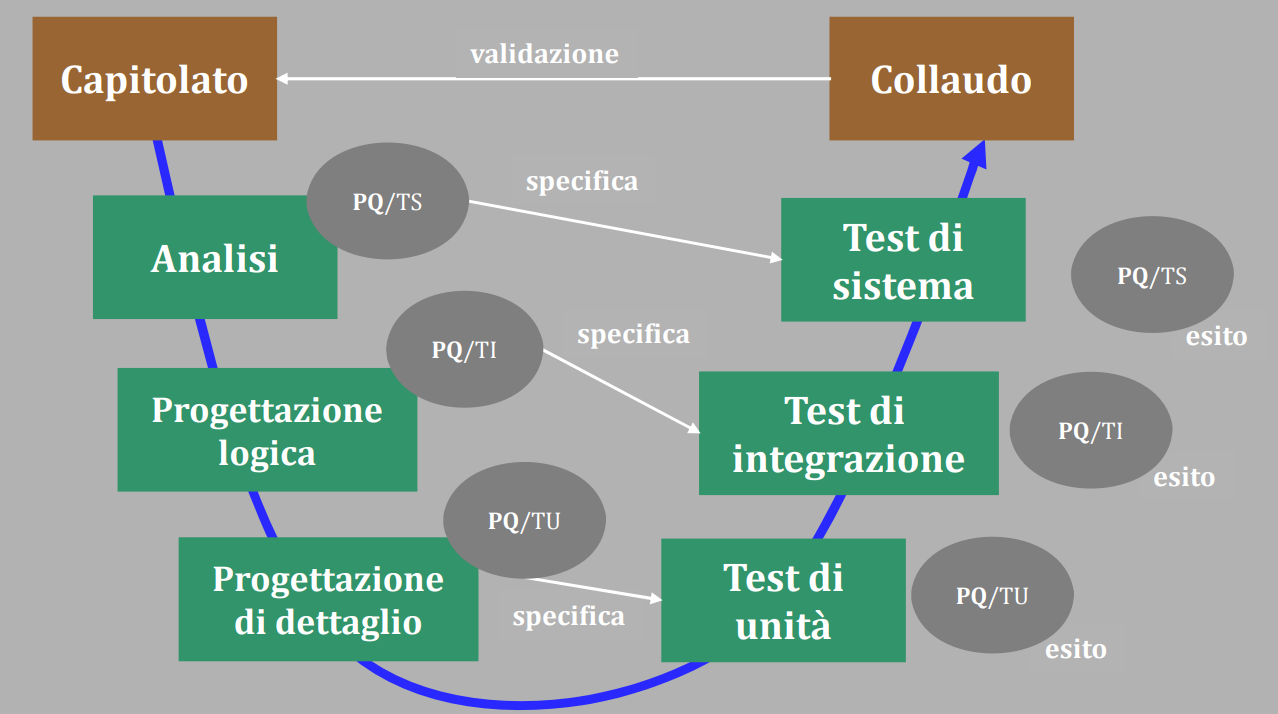 Capitolato
validazione
Collaudo
Analisi
PQ/TS
specifica
Test di
sistema
PQ/TS
esito
Progettazione
logica
PQ/TI
specifica
Test di
integrazione
PQ/TI
esito
Progettazione
di dettaglio
PQ/TU
specifica
Test di
unità
PQ/TU
esito